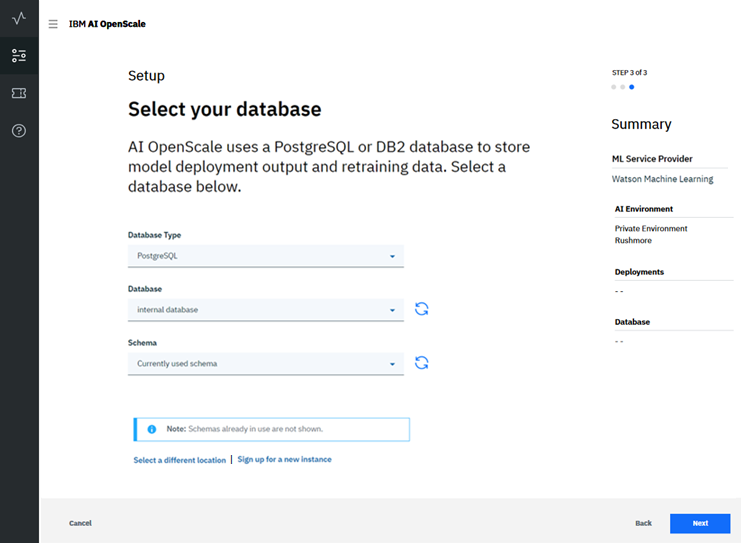 IBM AI OpenScale
Setup
Select your database
AI OpenScale uses a PostgreSQL or DB2 database to store
model deployment output and retraining data. Select a
database below.
Database Type
PostgreSQL
Database
internal database
Schema
Currently used schema
Note: Schemas already in use are not shown.
Select a different location | Sign up for a new instance
STEP 3 of 3
Summary
ML Service Provider
Watson Machine Learning
AI Environment
Private Environment
Rushmore
Deployments
- -
Database
- -
Cancel
Back
Next